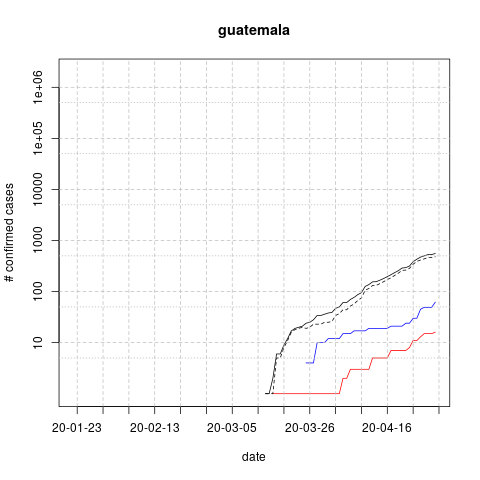 guatemala
# confirmed cases
1e+06
1e+05
10000
1000
100
10
20-01-23
20-02-13
20-03-05
20-03-26
20-04-16
date